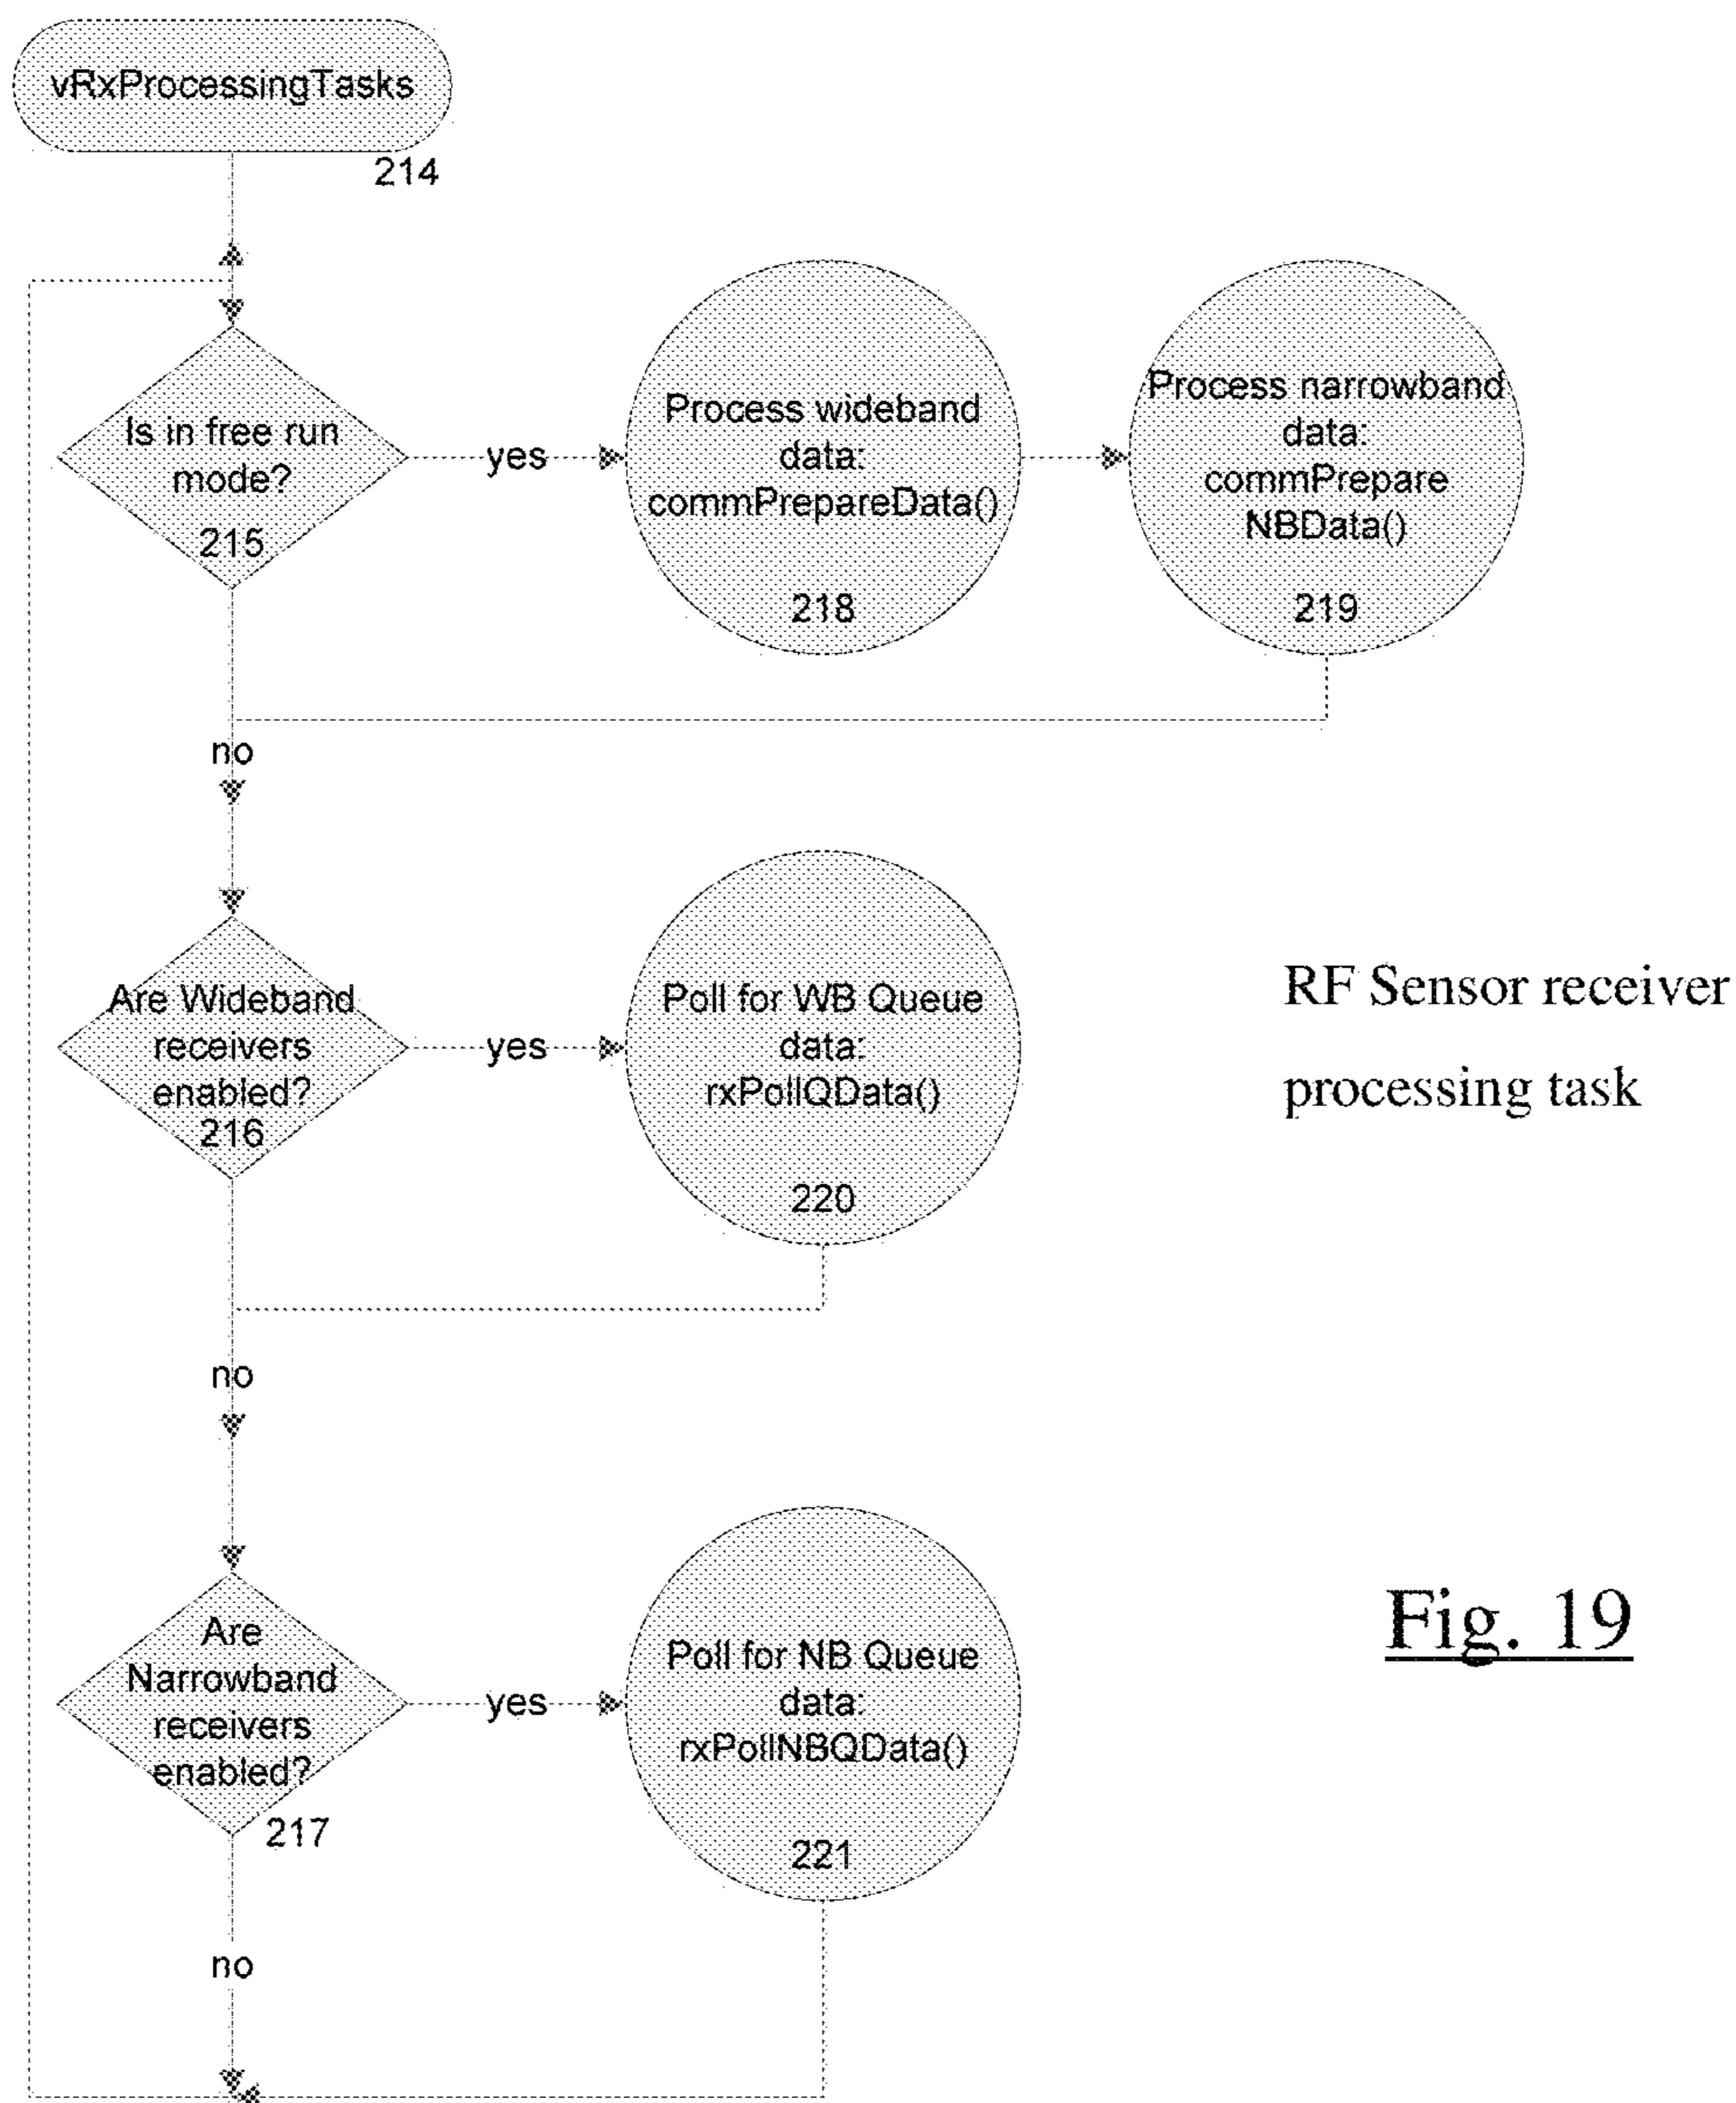 vRxProcessingTasks
214
Is in free run
mode?
215
yes
Process wideband
data:
commPrepareData()
218
Process narrowband
data:
commPrepare
NBData()
219
no
Are Wideband
receivers
enabled?
216
yes
Poll for WB Queue
data:
rxPollQData()
220
RF Sensor receiver
processing task
no
Are
Narrowband
receivers
enabled?
217
yes
Poll for NB Queue
data:
rxPollNBQData()
221
Fig. 19
no